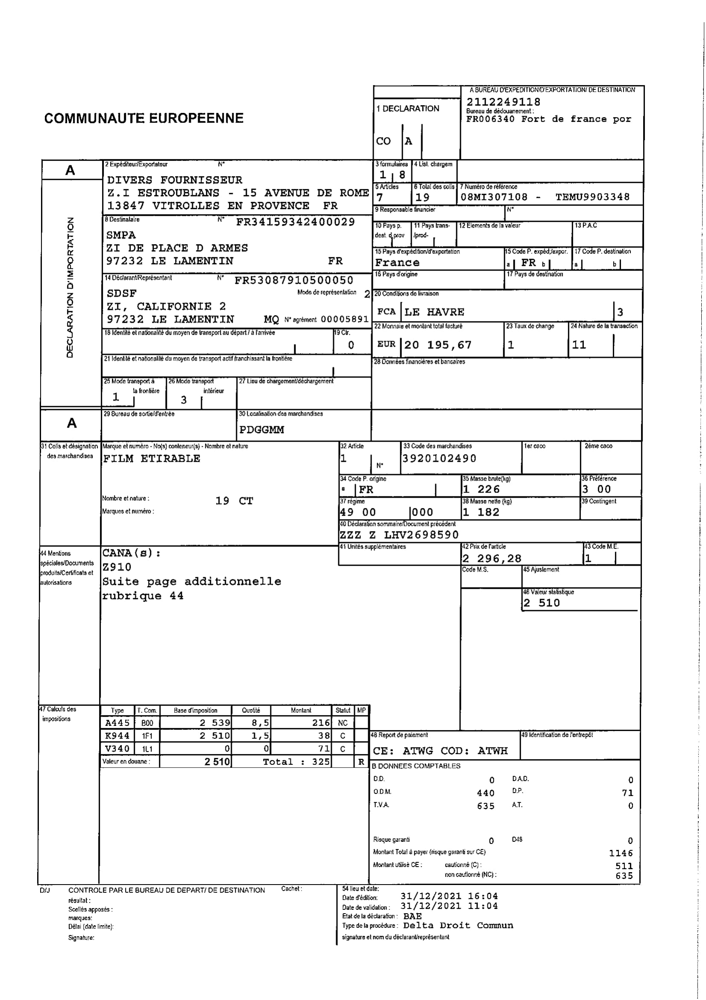 A BUREAU D'EXPEDITION/D'EXPORTATION/ DE DESTINATION
2112249118
Bureau de dédouanement :
FR006340 Fort de france por
COMMUNAUTE EUROPEENNE
1 DECLARATION
CO A
A
DECLARATION D'IMPORTATION
2 Expéditeur/Exportateur N°
DIVERS FOURNISSEUR
Z.I ESTROUBLANS - 15 AVENUE DE ROME
13847 VITROLLES EN PROVENCE FR
3 formulaires 4 List. chargem
1 8
5 Articles 6 Total des colis 7 Numéro de référence
7 19 08MI307108 - TEMU9903348
8 Destinataire N° FR34159342400029
SMPA
ZI DE PLACE D ARMES
97232 LE LAMENTIN FR
9 Responsable financier N°
10 Pays p. 11 Pays trans- 12 Elements de la valeur 13 P.A.C
dest. d.prov /prod-
15 Pays d'expédition/d'exportation 15 Code P. expéd;/expor. 17 Code P. destination
France a FR b a b
16 Pays d'origine 17 Pays de destination
14 Déclarant/Représentant N° FR53087910500050
SDSF Mode de représentation 2
ZI, CALIFORNIE 2
97232 LE LAMENTIN MQ N° agrément 00005891
20 Conditions de livraison
FCA LE HAVRE 3
18 Identité et nationalité du moyen de transport au départ / à l'arrivée 19 Ctr.
0
22 Monnaie et montant total facturé 23 Taux de change 24 Nature de la transaction
EUR 20 195,67 1 11
21 Identité et nationalité du moyen de transport actif franchissant la frontière
28 Données financières et bancaires
25 Mode transport à 26 Mode transport 27 Lieu de chargement/déchargement
la frontière intérieur
1 3
A
29 Bureau de sortie/d'entrée 30 Localisation des marchandises
PDGGMM
31 Colis et désignation
des marchandises
Marque et numéro - No(s) conteneur(s) - Nombre et nature
FILM ETIRABLE
Nombre et nature : 19 CT
Marques et numéro :
32 Article 33 Code des marchandises 1er caco 2ème caco
1 N° 3920102490
34 Code P. origine 35 Masse brute(kg) 36 Préférence
a FR 1 226 3 00
37 régime 38 Masse nette (kg) 39 Contingent
49 00 000 1 182
40 Déclaration sommaire/Document précédent
ZZZ Z LHV2698590
41 Unités supplémentaires 42 Prix de l'article 43 Code M.E.
2 296,28 1
Code M.S. 45 Ajustement
46 Valeur statistique
2 510
44 Mentions
spéciales/Documents
produits/Certificats et
autorisations
CANA(s):
Z910
Suite page additionnelle
rubrique 44
47 Calculs des
impositions
Type T. Com. Base d'imposition Quotité Montant Statut MP
A445 B00 2 539 8,5 216 NC
K944 1F1 2 510 1,5 38 C
V340 1L1 0 0 71 C
Valeur en douane : 2 510 Total : 325 R
48 Report de paiement 49 Identification de l'entrepôt
CE: ATWG COD: ATWH
B DONNEES COMPTABLES
D.D. 0 D.A.D. 0
O.D.M. 440 D.P. 71
T.V.A. 635 A.T. 0
Risque garanti 0 D48 0
Montant Total à payer (risque garanti sur CE) 1146
Montant utilisé CE : cautionné (C) : 511
non cautionné (NC) : 635
D/J CONTROLE PAR LE BUREAU DE DEPART/ DE DESTINATION Cachet :
résultat :
Scellés apposés :
marques:
Délai (date limite):
Signature:
54 lieu et date:
Date d'édition: 31/12/2021 16:04
Date de validation : 31/12/2021 11:04
Etat de la déclaration : BAE
Type de la procédure : Delta Droit Commun
signature et nom du déclarant/représentant